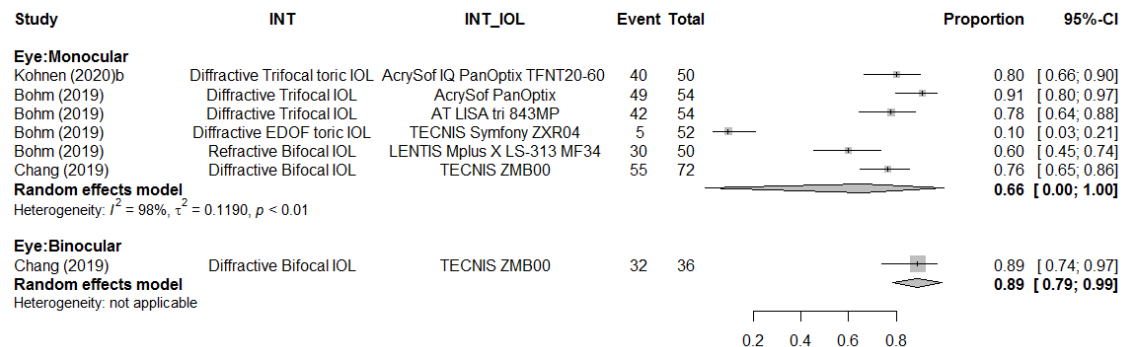 Study INT INT_IOL Event Total Proportion 95%-CI
Eye:Monocular
Kohnen (2020)b Diffractive Trifocal toric IOL AcrySof IQ PanOptix TFNT20-60 40 50 0.80 [0.66; 0.90]
Bohm (2019) Diffractive Trifocal IOL AcrySof PanOptix 49 54 0.91 [0.80; 0.97]
Bohm (2019) Diffractive Trifocal IOL AT LISA tri 843MP 42 54 0.78 [0.64; 0.88]
Bohm (2019) Diffractive EDOF toric IOL TECNIS Symfony ZXR04 5 52 0.10 [0.03; 0.21]
Bohm (2019) Refractive Bifocal IOL LENTIS Mplus X LS-313 MF34 30 50 0.60 [0.45; 0.74]
Chang (2019) Diffractive Bifocal IOL TECNIS ZMB00 55 72 0.76 [0.65; 0.86]
Random effects model 0.66 [0.00; 1.00]
Heterogeneity: I² = 98%, τ² = 0.1190, p < 0.01
Eye:Binocular
Chang (2019) Diffractive Bifocal IOL TECNIS ZMB00 32 36 0.89 [0.74; 0.97]
Random effects model 0.89 [0.79; 0.99]
Heterogeneity: not applicable
0.2 0.4 0.6 0.8